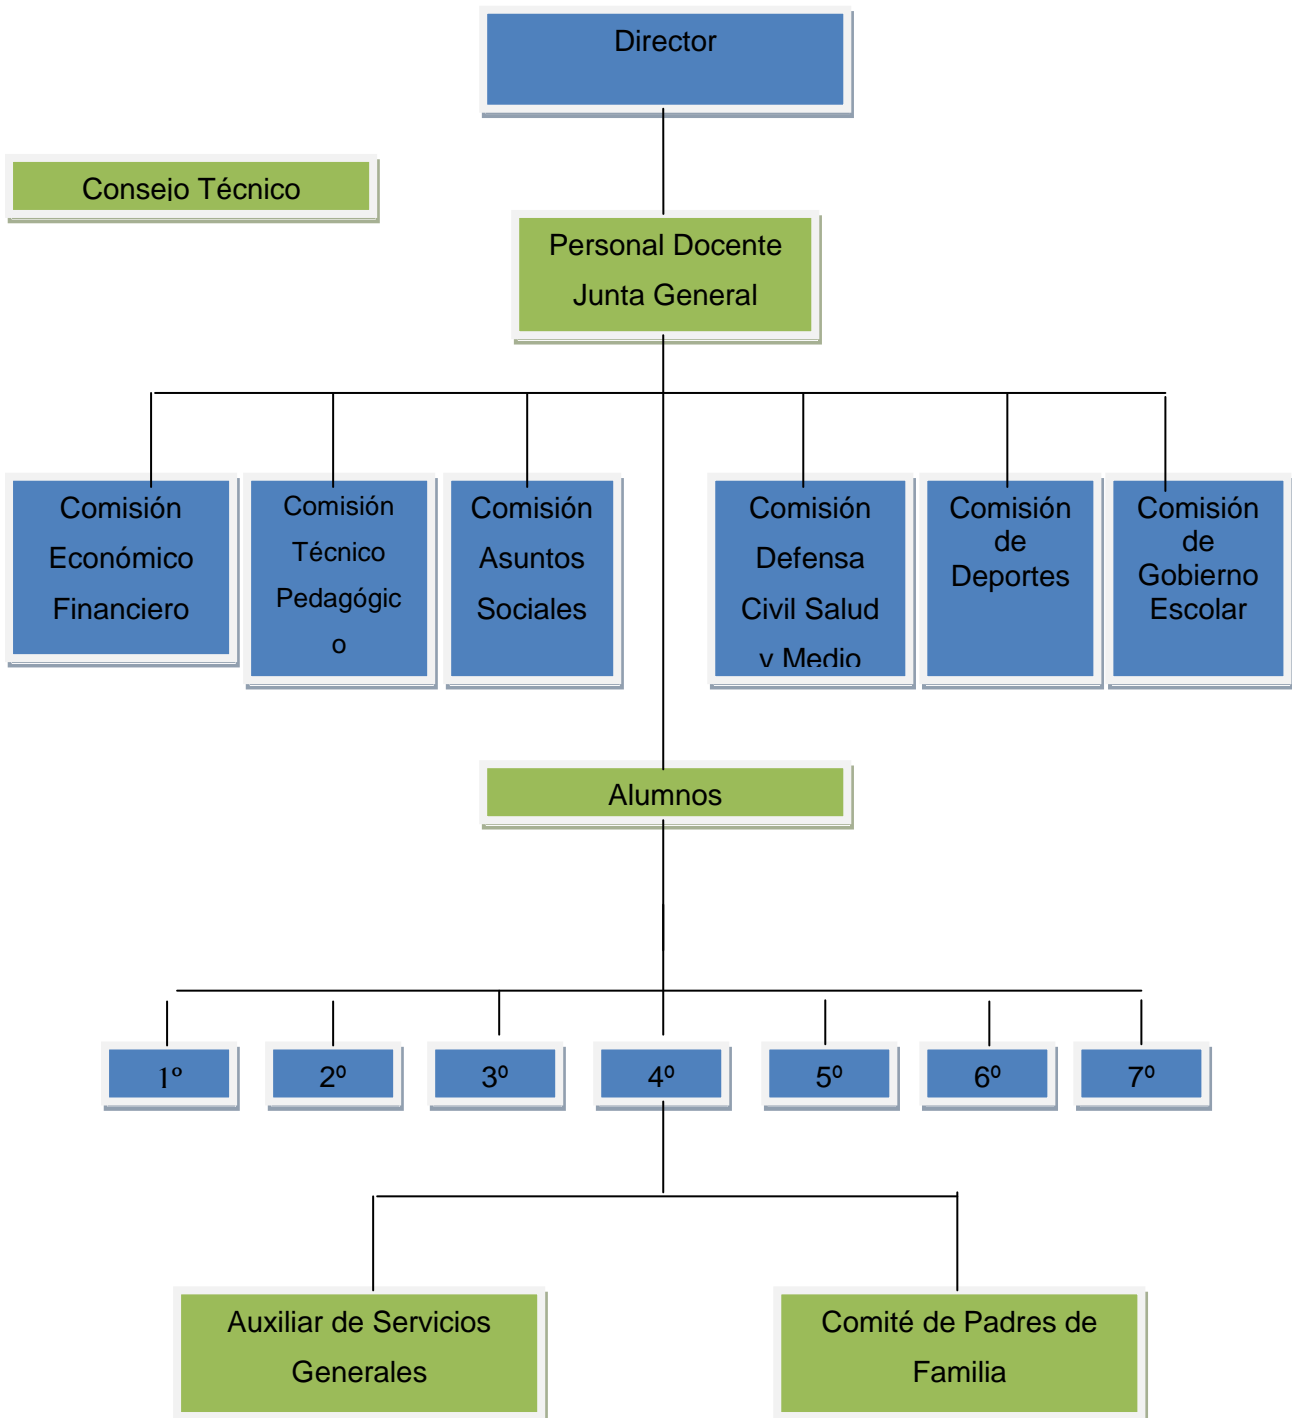 Director
Consejo Técnico
Personal Docente
Junta General
Comisión
Económico
Financiero
Comisión
Técnico
Pedagógic
o
Comisión
Asuntos
Sociales
Comisión
Defensa
Civil Salud
y Medio
Comisión
de
Deportes
Comisión
de
Gobierno
Escolar
Alumnos
1º
2º
3º
4º
5º
6º
7º
Auxiliar de Servicios
Generales
Comité de Padres de
Familia